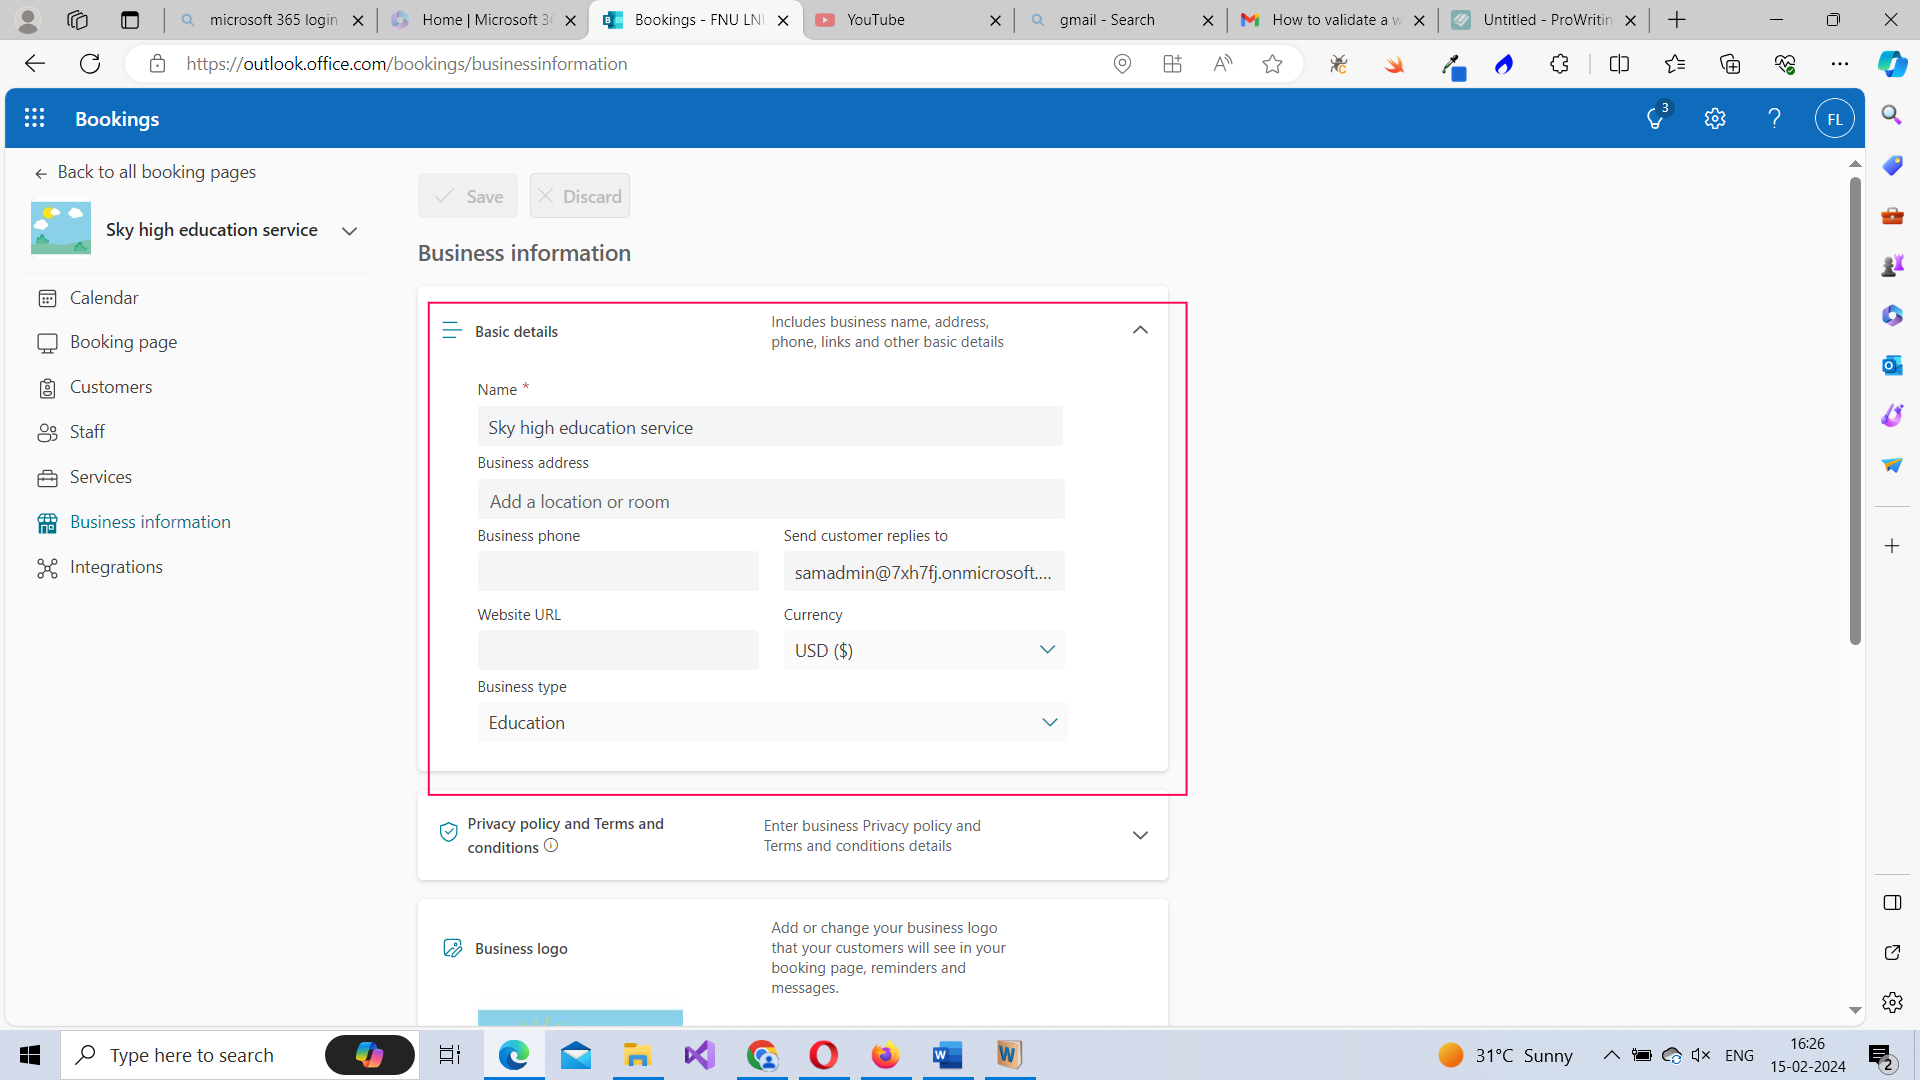 microsoft 365 login
Home | Microsoft 36
Bookings - FNU LNU
YouTube
gmail - Search
How to validate a w
Untitled - ProWritin
https://outlook.office.com/bookings/businessinformation
Bookings
3
FL
Back to all booking pages
Sky high education service
Calendar
Booking page
Customers
Staff
Services
Business information
Integrations
Save
Discard
Business information
Basic details
Includes business name, address,
phone, links and other basic details
Name *
Sky high education service
Business address
Add a location or room
Business phone
Send customer replies to
samadmin@7xh7fj.onmicrosoft....
Website URL
Currency
USD ($)
Business type
Education
Privacy policy and Terms and
conditions
Enter business Privacy policy and
Terms and conditions details
Business logo
Add or change your business logo
that your customers will see in your
booking page, reminders and
messages.
Type here to search
31°C Sunny
ENG
16:26
15-02-2024
2